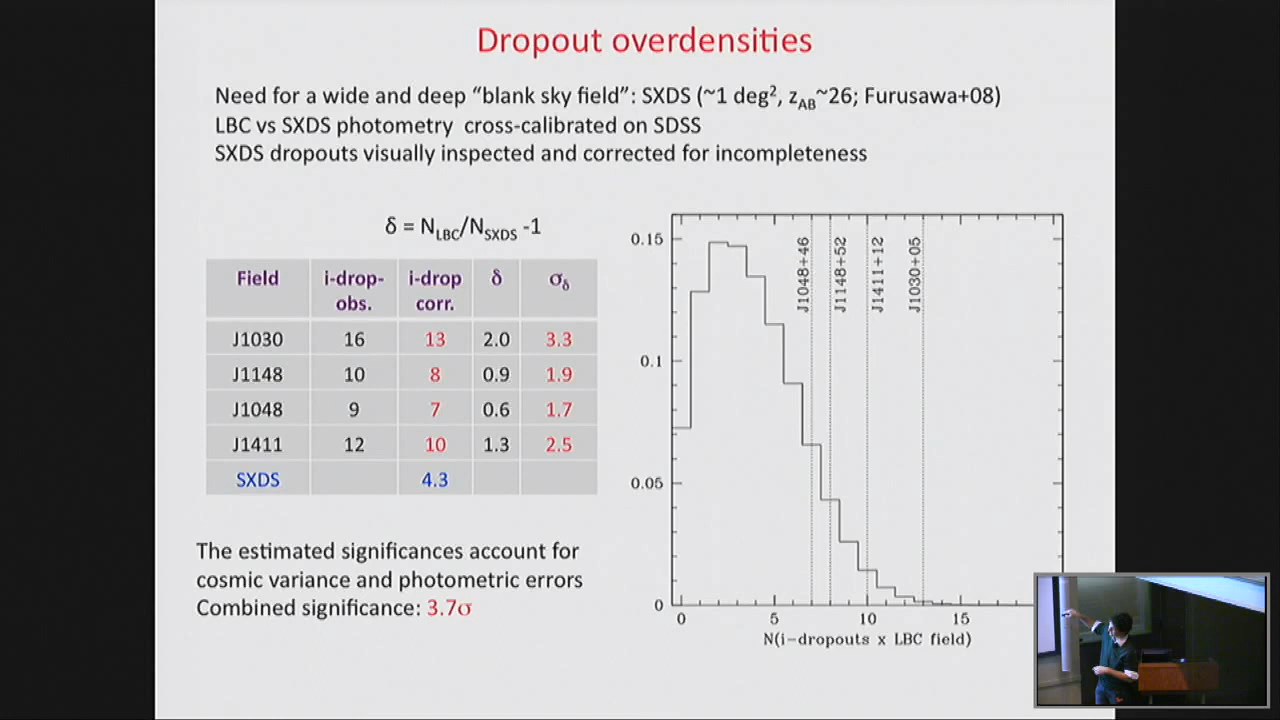 Dropout overdensities
Need for a wide and deep “blank sky field”: SXDS (~1 deg², zAB~26; Furusawa+08)
LBC vs SXDS photometry cross-calibrated on SDSS
SXDS dropouts visually inspected and corrected for incompleteness
δ = NLBC/NSXDS -1
Field i-drop-obs. i-drop corr. δ σδ
J1030 16 13 2.0 3.3
J1148 10 8 0.9 1.9
J1048 9 7 0.6 1.7
J1411 12 10 1.3 2.5
SXDS 4.3
The estimated significances account for
cosmic variance and photometric errors
Combined significance: 3.7σ
0.15
0.1
0.05
0
J1048+46
J1148+52
J1411+12
J1030+05
0 5 10 15
N(i-dropouts x LBC field)